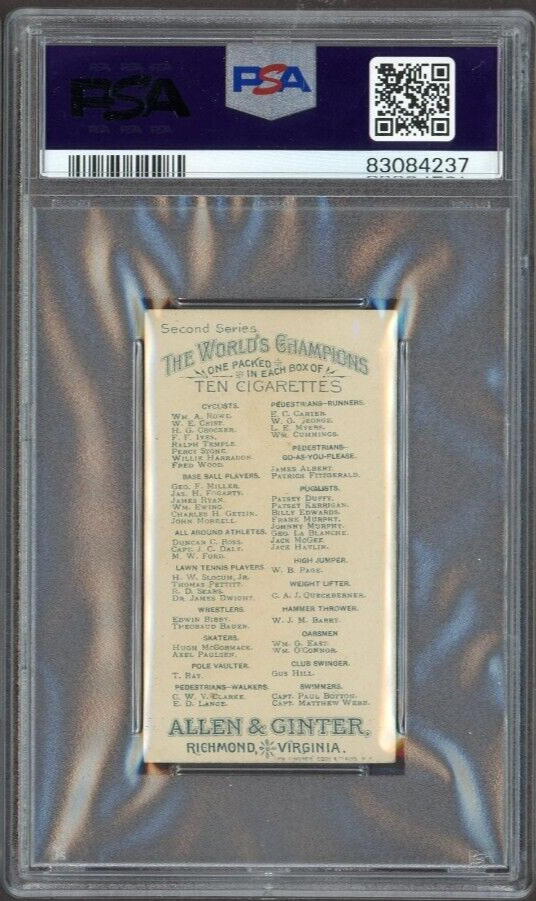 PSA
PSA
83084237
Second Series
THE WORLD'S CHAMPIONS
ONE PACKED IN EACH BOX OF
TEN CIGARETTES
CYCLISTS.
WM. A. ROWE.
W. E. CRIST.
H. G. CROCKER.
F. F. IVES.
RALPH TEMPLE.
PERCY STONE.
WILLIE HARRADON.
FRED WOOD.
BASE BALL PLAYERS.
GEO. F. MILLER.
JAS. H. FOGARTY.
JAMES RYAN.
WM. EWING.
CHARLES H. GETZIN.
JOHN MORRELL.
ALL AROUND ATHLETES.
DUNCAN C. ROSS.
CAPT. J. C. DALY.
M. W. FORD.
LAWN TENNIS PLAYERS
H. W. SLOCUM, JR.
THOMAS PETTITT.
R. D. SEARS.
DR. JAMES DWIGHT.
WRESTLERS.
EDWIN BIBBY.
THEOBAUD BAUER.
SKATERS.
HUGH MCCORMACK.
AXEL PAULSEN.
POLE VAULTER.
T. RAY.
PEDESTRIANS-WALKERS.
C. W. V. CLARKE.
E. D. LANGE.
PEDESTRIANS-RUNNERS.
E. C. CARTER.
W. G. GEORGE.
L. E. MYERS.
WM. CUMMINGS.
PEDESTRIANS-
GO-AS-YOU-PLEASE.
JAMES ALBERT.
PATRICK FITZGERALD.
PUGILISTS.
PATSEY DUFFY.
PATSEY KERRIGAN.
BILLY EDWARDS.
FRANK MURPHY.
JOHNNY MURPHY.
GEO. LA BLANCHE.
JACK MCGEE.
JACK HAVLIN.
HIGH JUMPER.
W. B. PAGE.
WEIGHT LIFTER.
C. A. J. QUECKBERNER.
HAMMER THROWER.
W. J. M. BARRY.
OARSMEN
WM. G. EAST.
WM. O'CONNOR.
CLUB SWINGER.
GUS HILL.
SWIMMERS.
CAPT. PAUL BOYTON.
CAPT. MATTHEW WEBB.
ALLEN & GINTER,
RICHMOND, VIRGINIA.